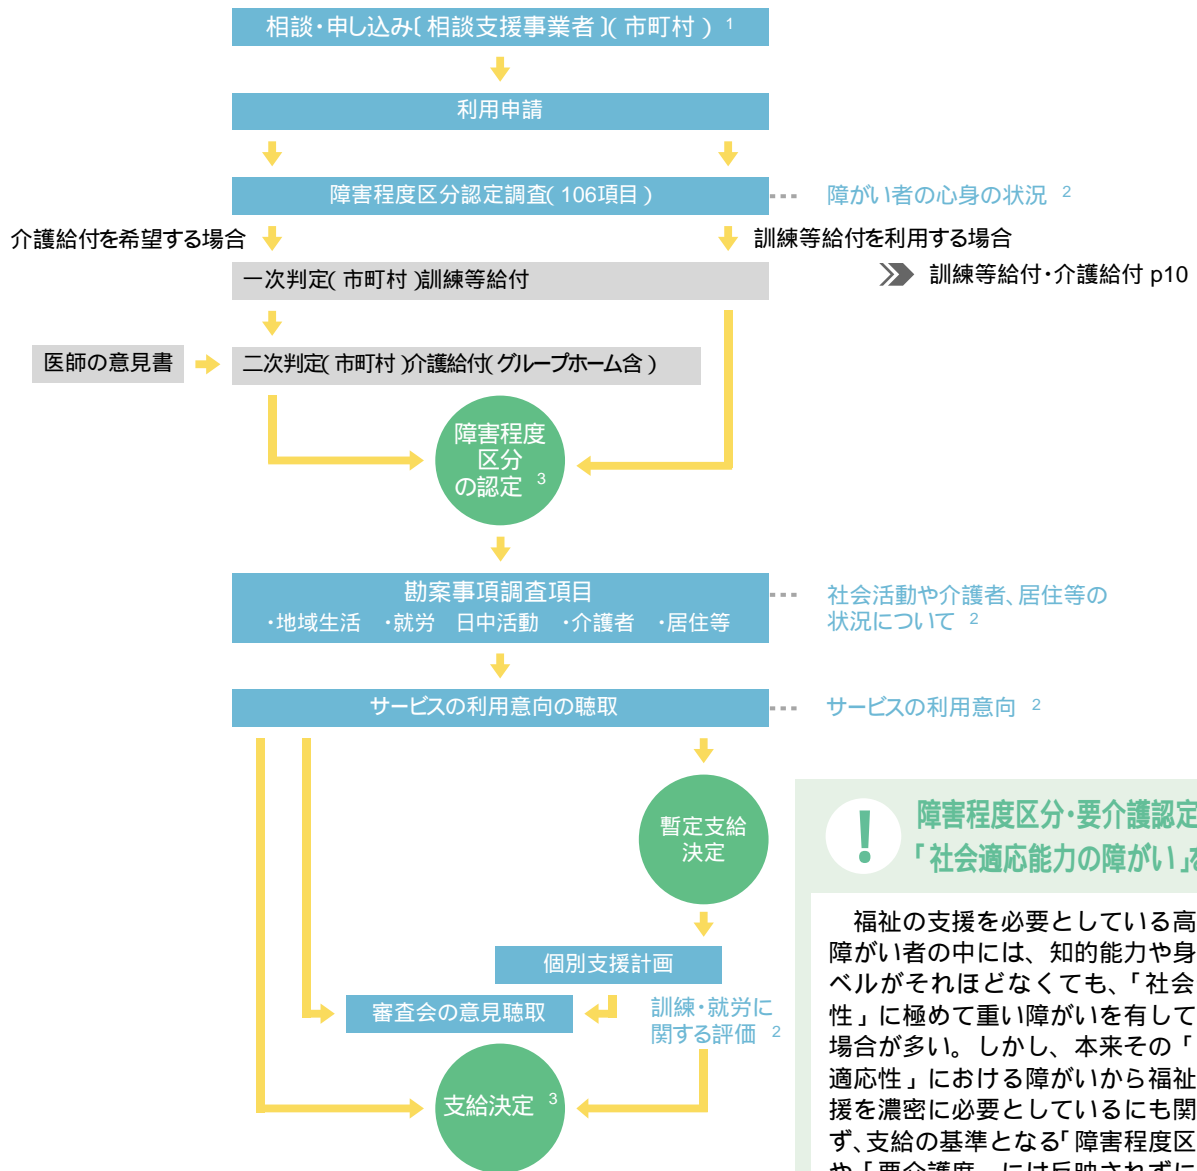 相談・申し込み〔相談支援事業者〕(市町村) 1
利用申請
障害程度区分認定調査(106項目)
障がい者の心身の状況 2
介護給付を希望する場合
訓練等給付を利用する場合
一次判定(市町村)訓練等給付
訓練等給付・介護給付 p10
医師の意見書
二次判定(市町村)介護給付(グループホーム含)
障害程度
区分
の認定 3
勘案事項調査項目
・地域生活 ・就労 日中活動 ・介護者 ・居住等
社会活動や介護者、居住等の
状況について 2
サービスの利用意向の聴取
サービスの利用意向 2
暫定支給
決定
個別支援計画
審査会の意見聴取
訓練・就労に
関する評価 2
支給決定 3
!
障害程度区分・要介護認定
「社会適応能力の障がい」を
福祉の支援を必要としている高
障がい者の中には、知的能力や身
ベルがそれほどなくても、「社会
性」に極めて重い障がいを有して
場合が多い。しかし、本来その「
適応性」における障がいから福祉
援を濃密に必要としているにも関
ず、支給の基準となる「障害程度区
や「要介護度」には反映されずに